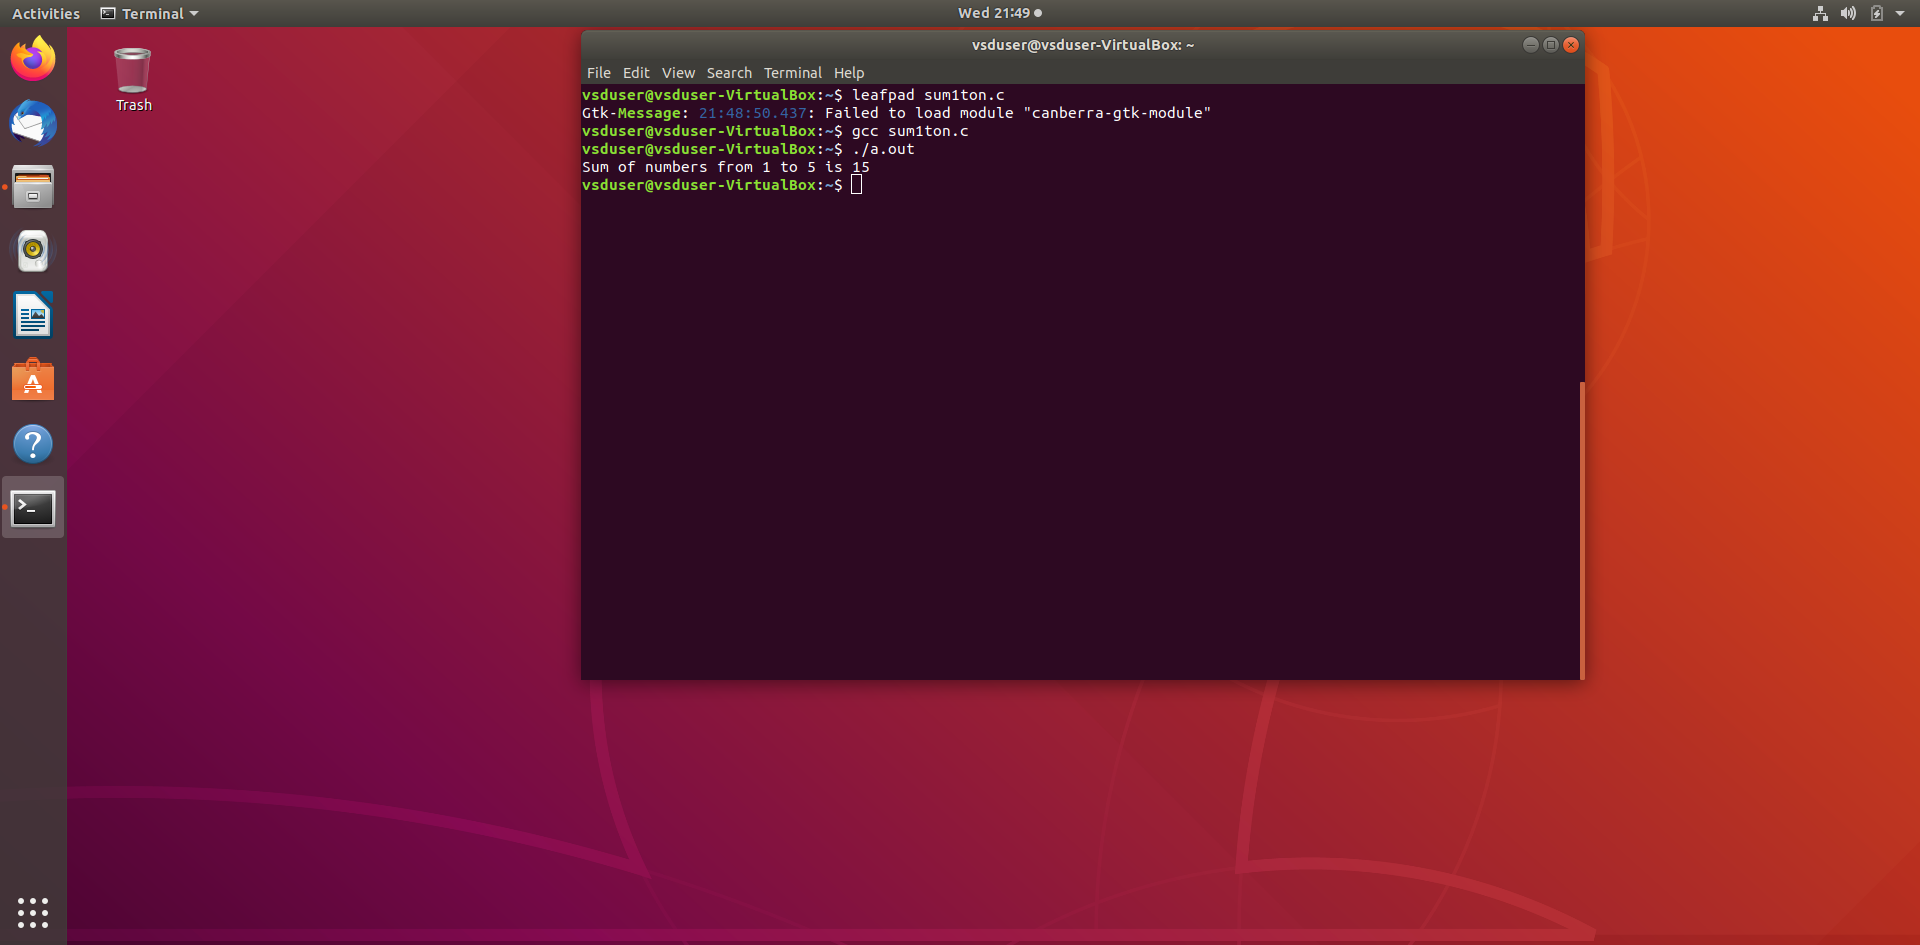 Activities Terminal Wed 21:49
Trash
vsduser@vsduser-VirtualBox: ~
File Edit View Search Terminal Help
vsduser@vsduser-VirtualBox:~$ leafpad sum1ton.c
Gtk-Message: 21:48:50.437: Failed to load module "canberra-gtk-module"
vsduser@vsduser-VirtualBox:~$ gcc sum1ton.c
vsduser@vsduser-VirtualBox:~$ ./a.out
Sum of numbers from 1 to 5 is 15
vsduser@vsduser-VirtualBox:~$